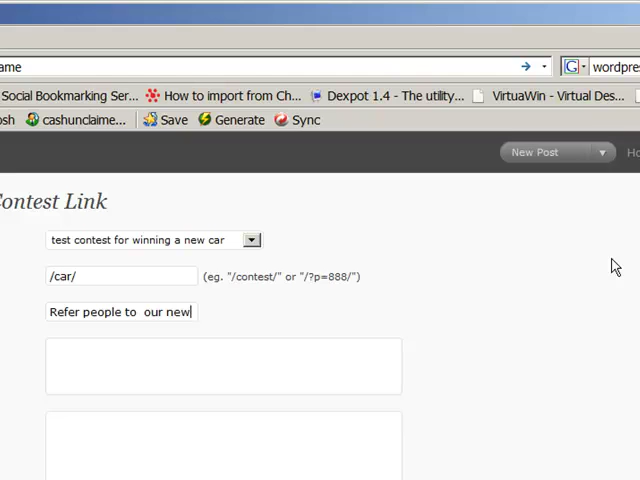 ame
wordpre
Social Bookmarking Ser... How to import from Ch... Dexpot 1.4 - The utility... VirtuaWin - Virtual Des...
osh cashunclaime... Save Generate Sync
New Post Ho
ontest Link
test contest for winning a new car
/car/ (eg. "/contest/" or "/?p=888/")
Refer people to  our new